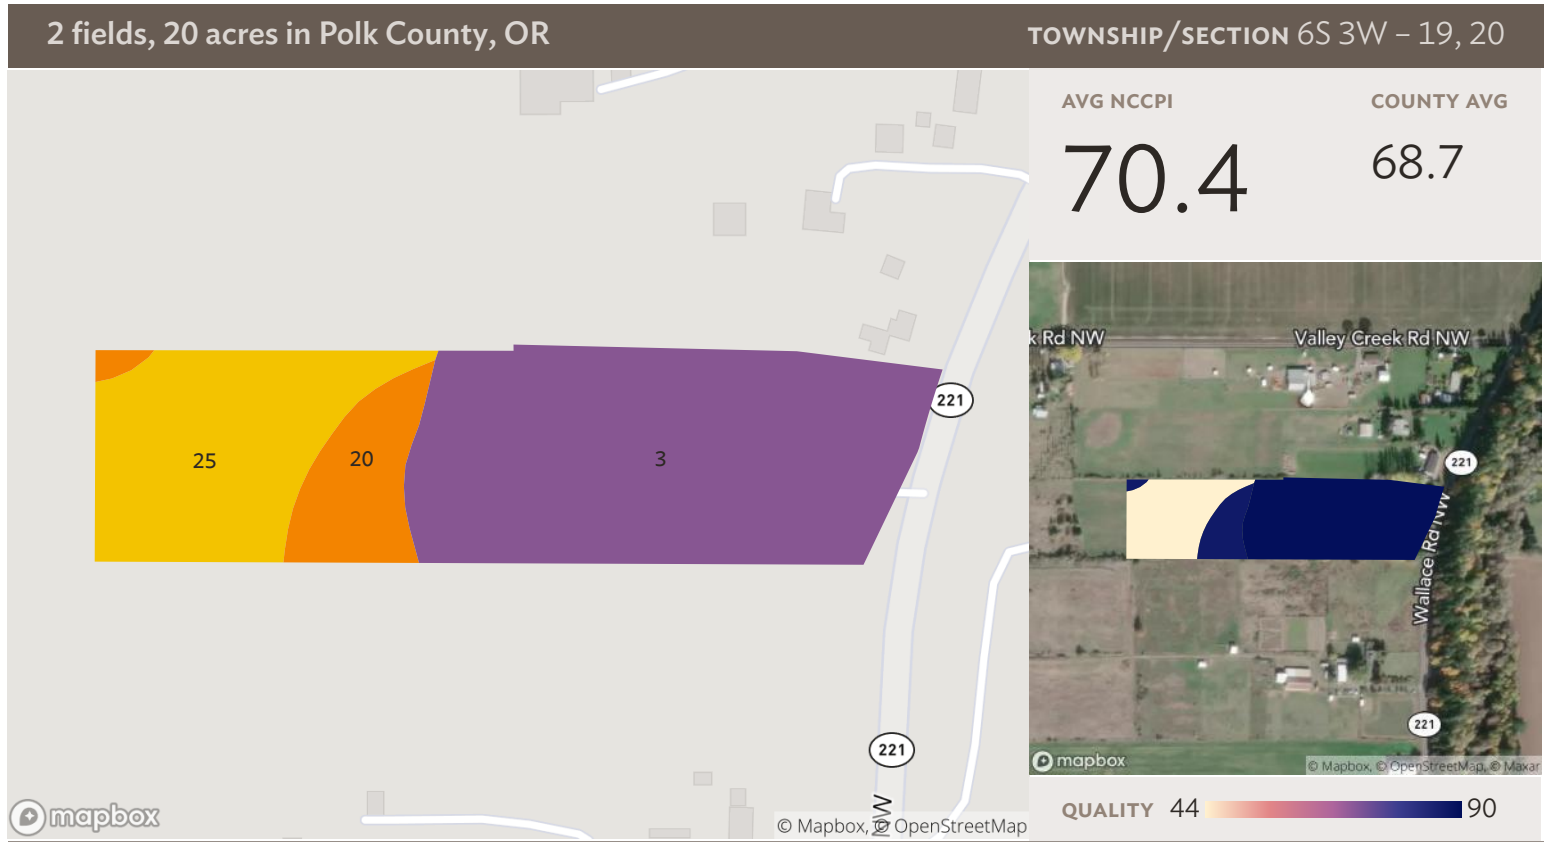 2 fields, 20 acres in Polk County, OR
TOWNSHIP/SECTION 6S 3W – 19, 20
AVG NCCPI
COUNTY AVG
70.4
68.7
221
25
20
3
221
NW
mapbox
© Mapbox, © OpenStreetMap
k Rd NW
Valley Creek Rd NW
221
Wallace Rd NW
221
mapbox
© Mapbox, © OpenStreetMap, © Maxar
QUALITY 44
90